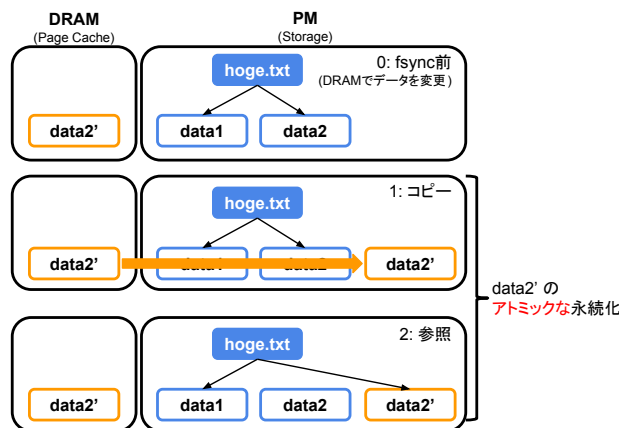 DRAM
(Page Cache)
PM
(Storage)
0: fsync前
(DRAMでデータを変更)
hoge.txt
data2'
data1
data2
1: コピー
hoge.txt
data2'
data1
data2
data2'
2: 参照
hoge.txt
data2'
data1
data2
data2'
data2' の
アトミックな永続化